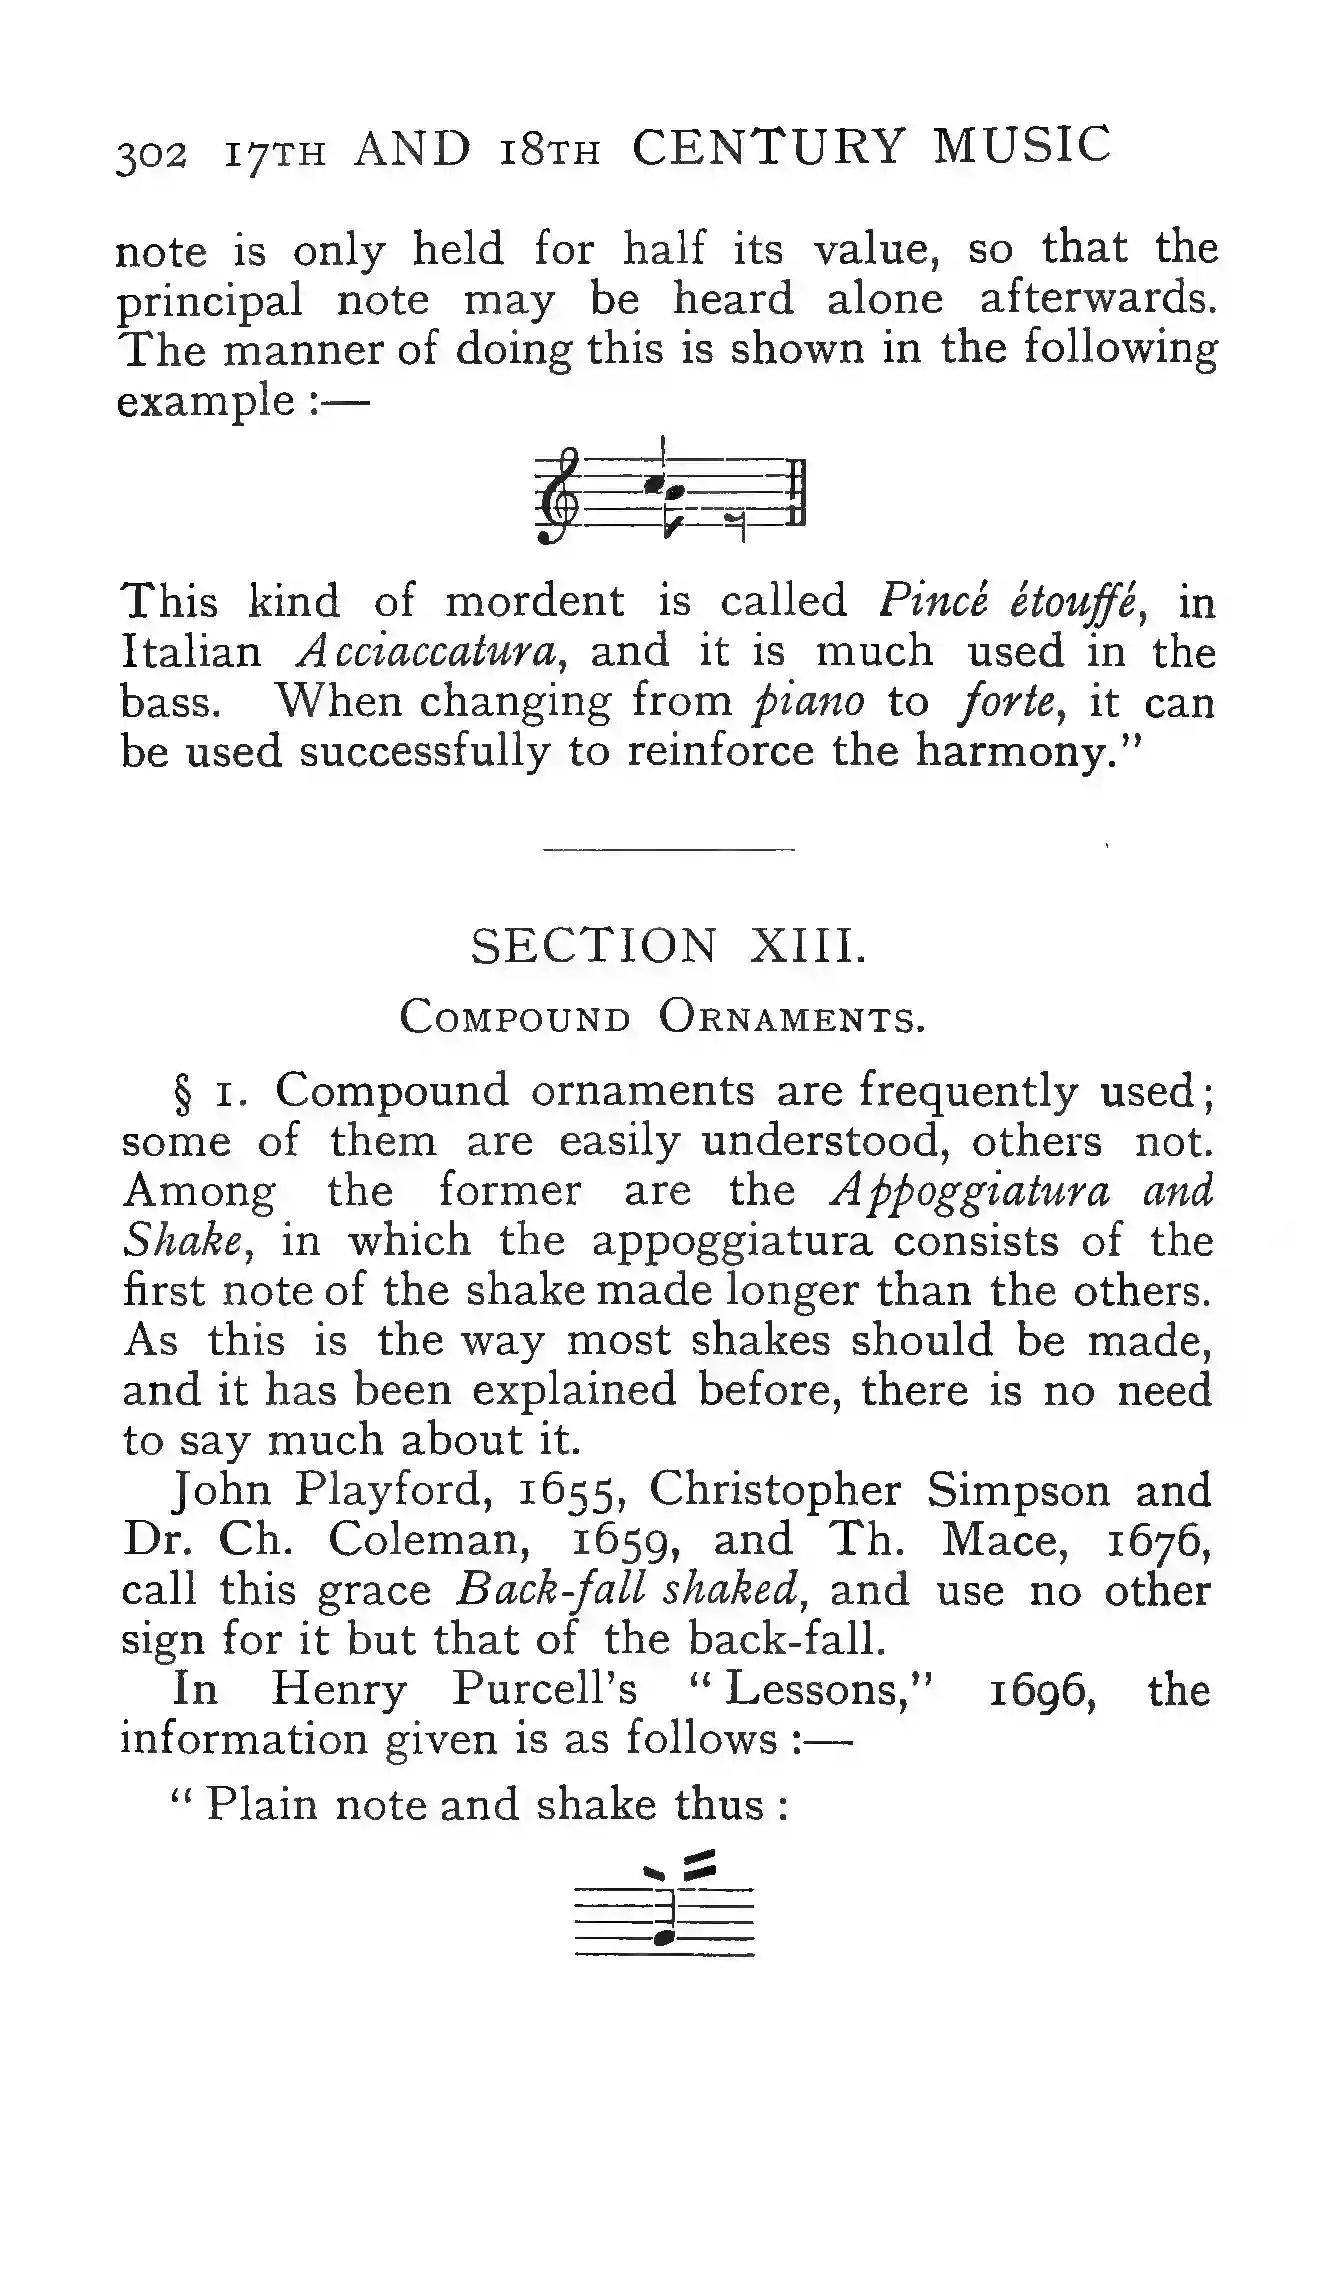 302 17TH AND 18TH CENTURY MUSIC
note is only held for half its value, so that the
principal note may be heard alone afterwards.
The manner of doing this is shown in the following
example :—
This kind of mordent is called Pincé étouffé, in
Italian Acciaccatura, and it is much used in the
bass. When changing from piano to forte, it can
be used successfully to reinforce the harmony.”
SECTION XIII.
COMPOUND ORNAMENTS.
§ 1. Compound ornaments are frequently used;
some of them are easily understood, others not.
Among the former are the Appoggiatura and
Shake, in which the appoggiatura consists of the
first note of the shake made longer than the others.
As this is the way most shakes should be made,
and it has been explained before, there is no need
to say much about it.
John Playford, 1655, Christopher Simpson and
Dr. Ch. Coleman, 1659, and Th. Mace, 1676,
call this grace Back-fall shaked, and use no other
sign for it but that of the back-fall.
In Henry Purcell’s “ Lessons,” 1696, the
information given is as follows :—
“ Plain note and shake thus :